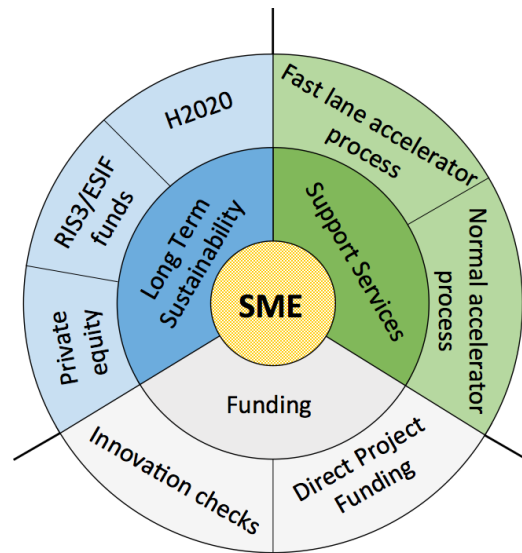 H2020
RIS3/ESIF
funds
Private
equity
Long Term
Sustainability
Fast lane accelerator
process
Normal accelerator
process
Support Services
SME
Funding
Innovation checks
Direct Project
Funding